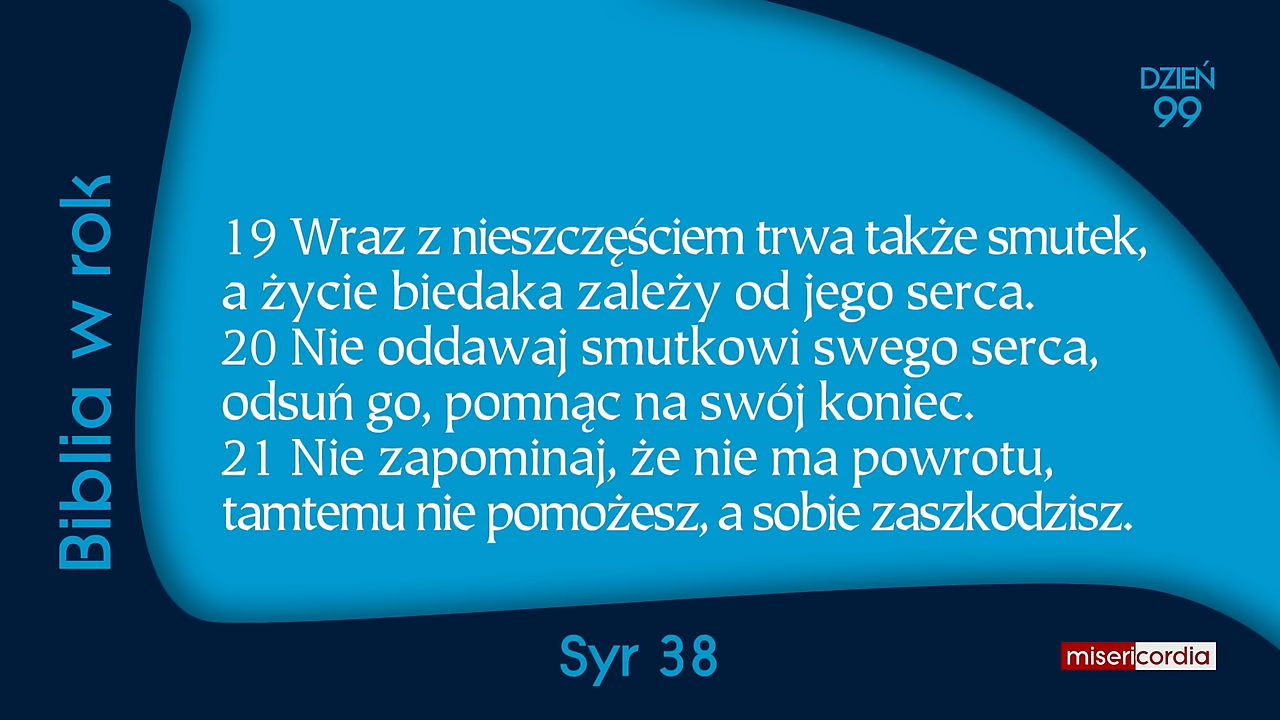 DZIEŃ
99
Biblia w rok
19 Wraz z nieszczęściem trwa także smutek,
a życie biedaka zależy od jego serca.
20 Nie oddawaj smutkowi swego serca,
odsuń go, pomnąc na swój koniec.
21 Nie zapominaj, że nie ma powrotu,
tamtemu nie pomożesz, a sobie zaszkodzisz.
Syr 38
misericordia